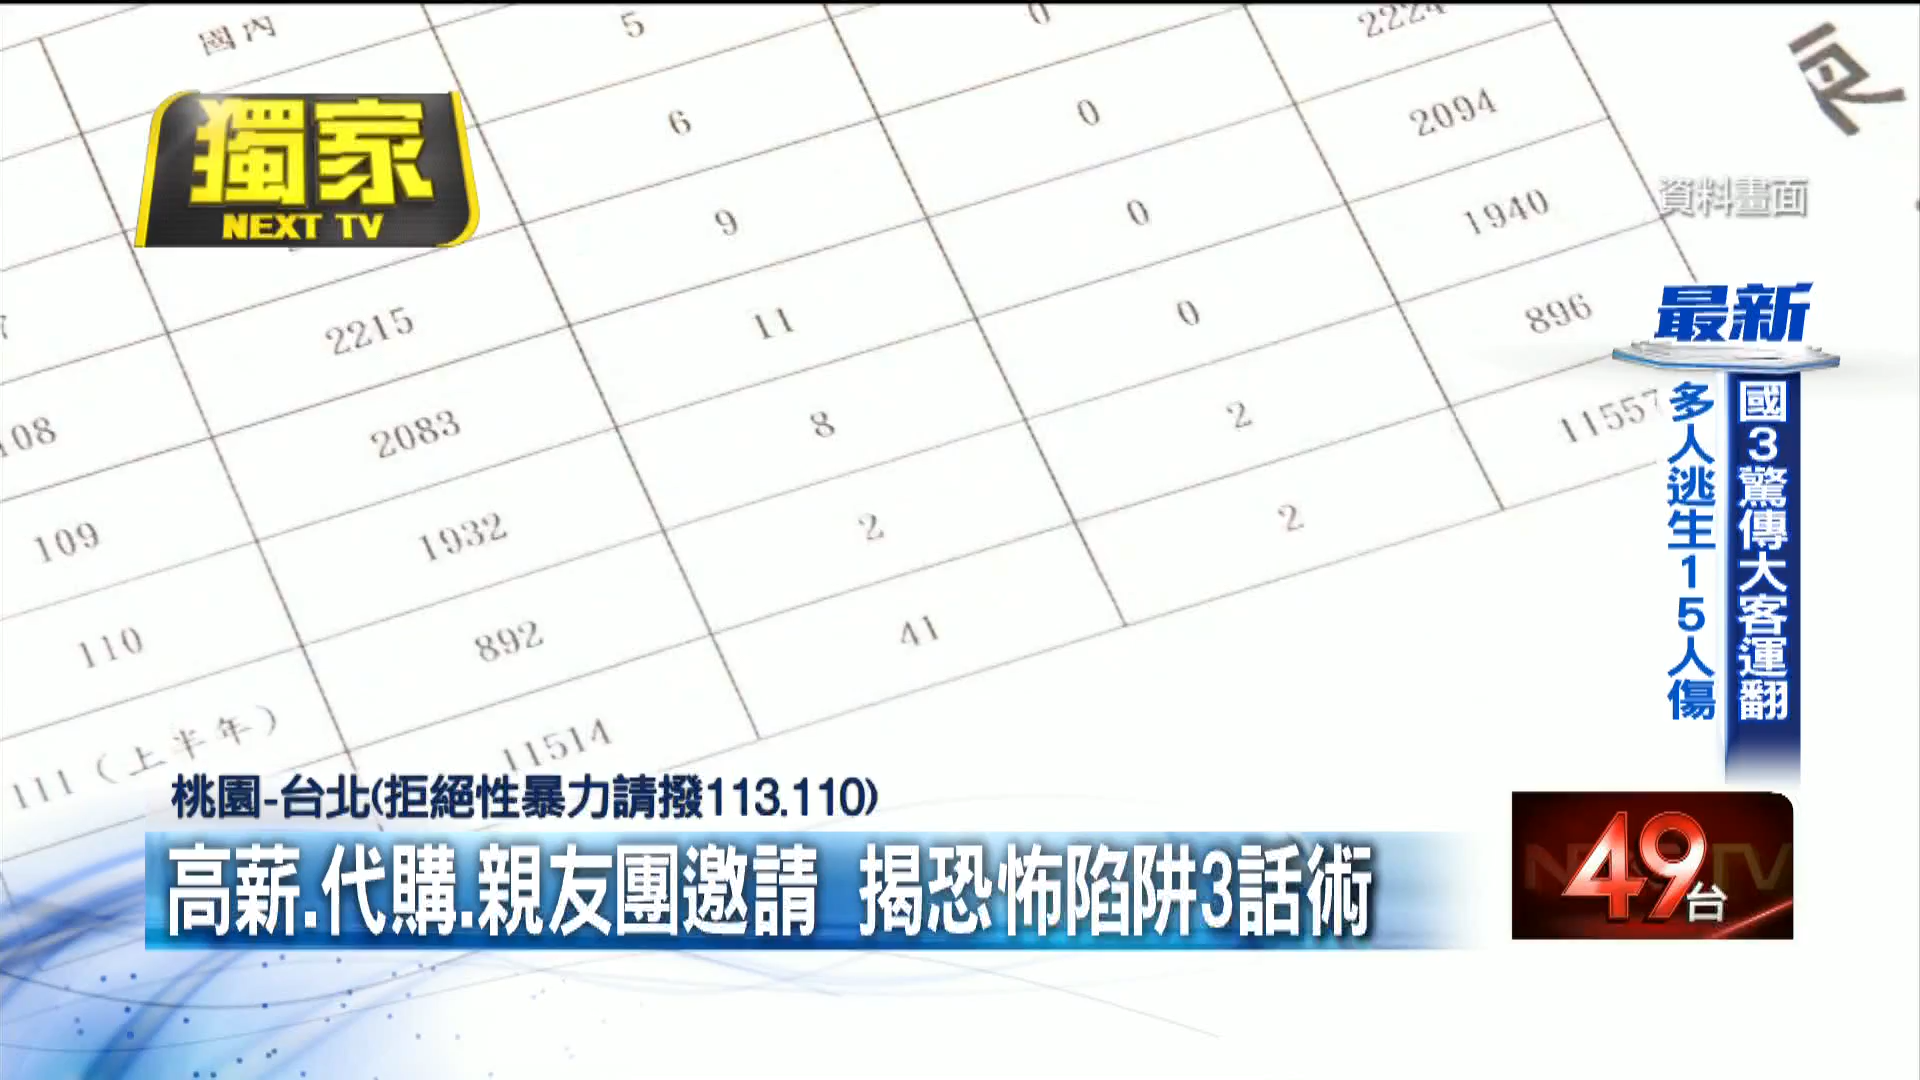 國內 5 0
6 0 2094
9 0 1940
2215 11 0 896
108 2083 8 2
109 1932 2 2
110 892 41
111（上半年） 11514
獨家
NEXT TV
資料畫面
最新
國3驚傳大客運翻
多人逃生15人傷
桃園-台北(拒絕性暴力請撥113.110)
高薪.代購.親友團邀請 揭恐怖陷阱3話術
49台